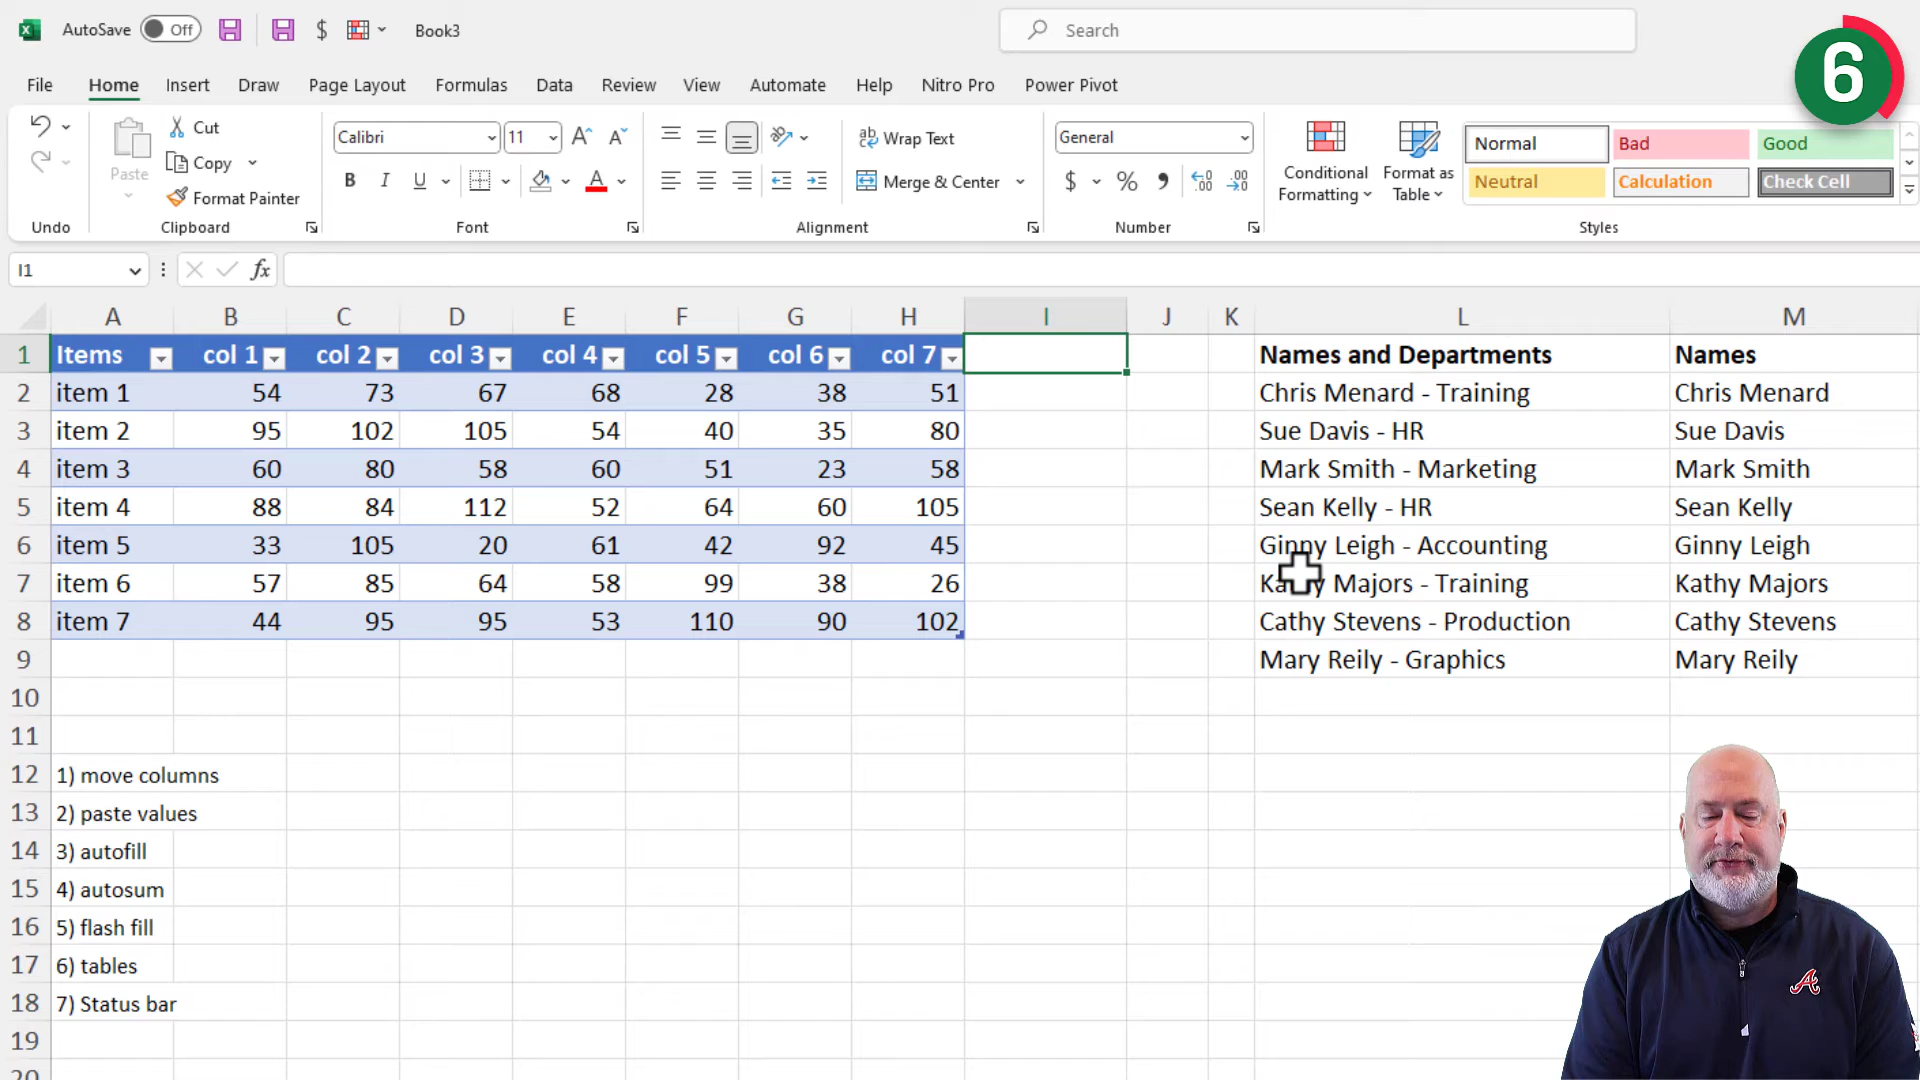 AutoSave Off $ Book3 Search 6
File Home Insert Draw Page Layout Formulas Data Review View Automate Help Nitro Pro Power Pivot
Cut
Copy
Format Painter
Paste
Undo
Clipboard
Calibri 11 A A
B I U A
Font
ab Wrap Text
Merge & Center
Alignment
General
$ % , .00 .00
Number
Conditional Formatting
Format as Table
Normal Bad Good
Neutral Calculation Check Cell
Styles
I1 fx
A B C D E F G H I J K L M
1 Items col 1 col 2 col 3 col 4 col 5 col 6 col 7 Names and Departments Names
2 item 1 54 73 67 68 28 38 51 Chris Menard - Training Chris Menard
3 item 2 95 102 105 54 40 35 80 Sue Davis - HR Sue Davis
4 item 3 60 80 58 60 51 23 58 Mark Smith - Marketing Mark Smith
5 item 4 88 84 112 52 64 60 105 Sean Kelly - HR Sean Kelly
6 item 5 33 105 20 61 42 92 45 Ginny Leigh - Accounting Ginny Leigh
7 item 6 57 85 64 58 99 38 26 Kathy Majors - Training Kathy Majors
8 item 7 44 95 95 53 110 90 102 Cathy Stevens - Production Cathy Stevens
9 Mary Reily - Graphics Mary Reily
10
11
12 1) move columns
13 2) paste values
14 3) autofill
15 4) autosum
16 5) flash fill
17 6) tables
18 7) Status bar
19
20
A